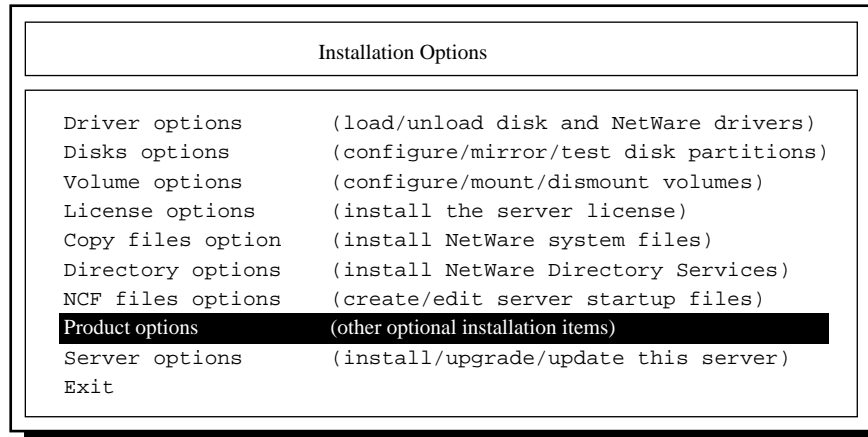 Installation Options
Driver options (load/unload disk and NetWare drivers)
Disks options (configure/mirror/test disk partitions)
Volume options (configure/mount/dismount volumes)
License options (install the server license)
Copy files option (install NetWare system files)
Directory options (install NetWare Directory Services)
NCF files options (create/edit server startup files)
Product options (other optional installation items)
Server options (install/upgrade/update this server)
Exit